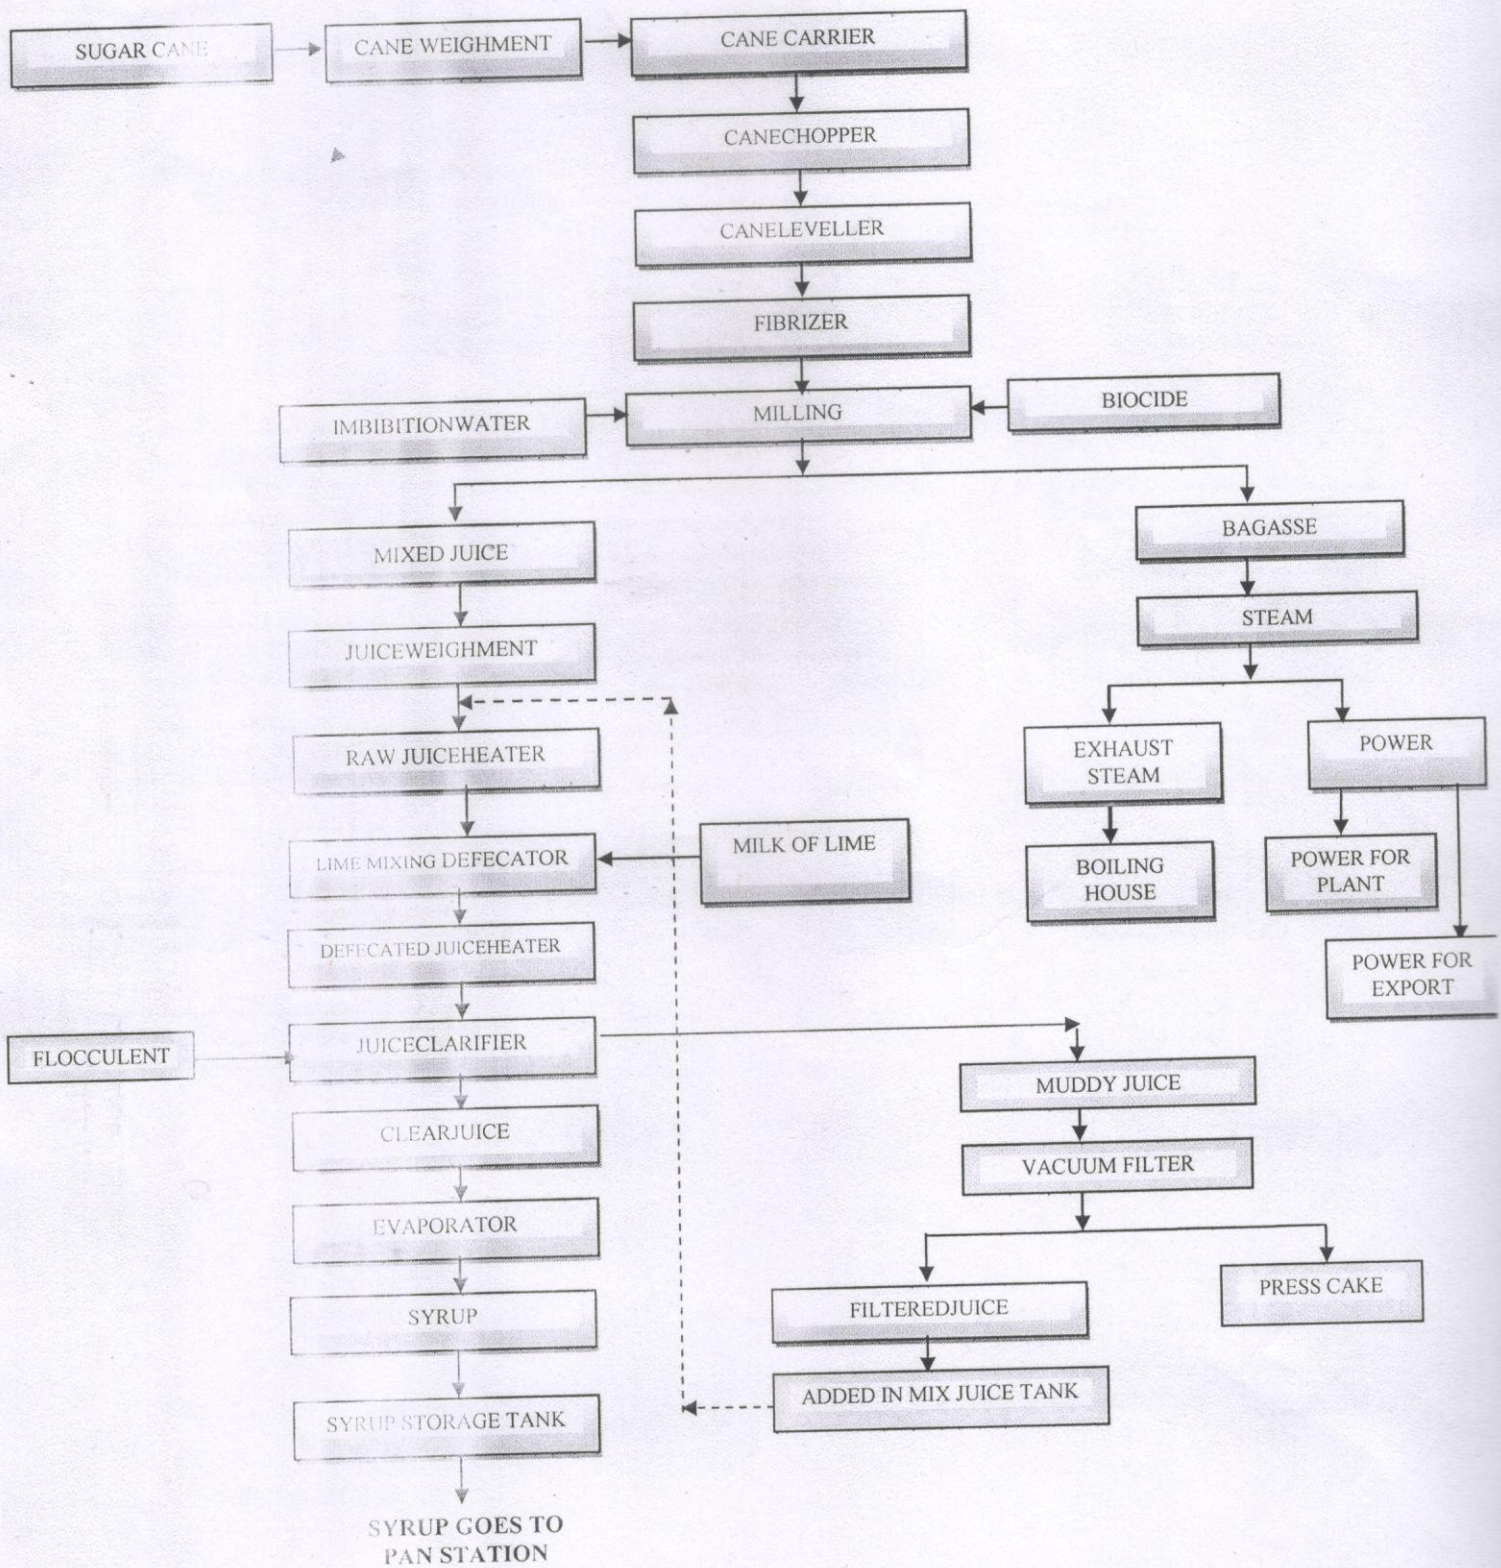 SUGAR CANE
CANE WEIGHMENT
CANE CARRIER
CANECHOPPER
CANELEVELLER
FIBRIZER
IMBIBITIONWATER
MILLING
BIOCIDE
MIXED JUICE
BAGASSE
JUICEWEIGHMENT
STEAM
RAW JUICEHEATER
EXHAUST
STEAM
POWER
LIME MIXING DEFECATOR
MILK OF LIME
BOILING
HOUSE
POWER FOR
PLANT
DEFECATED JUICEHEATER
POWER FOR
EXPORT
FLOCCULENT
JUICECLARIFIER
MUDDY JUICE
CLEARJUICE
VACUUM FILTER
EVAPORATOR
SYRUP
FILTEREDJUICE
PRESS CAKE
SYRUP STORAGE TANK
ADDED IN MIX JUICE TANK
SYRUP GOES TO
PAN STATION